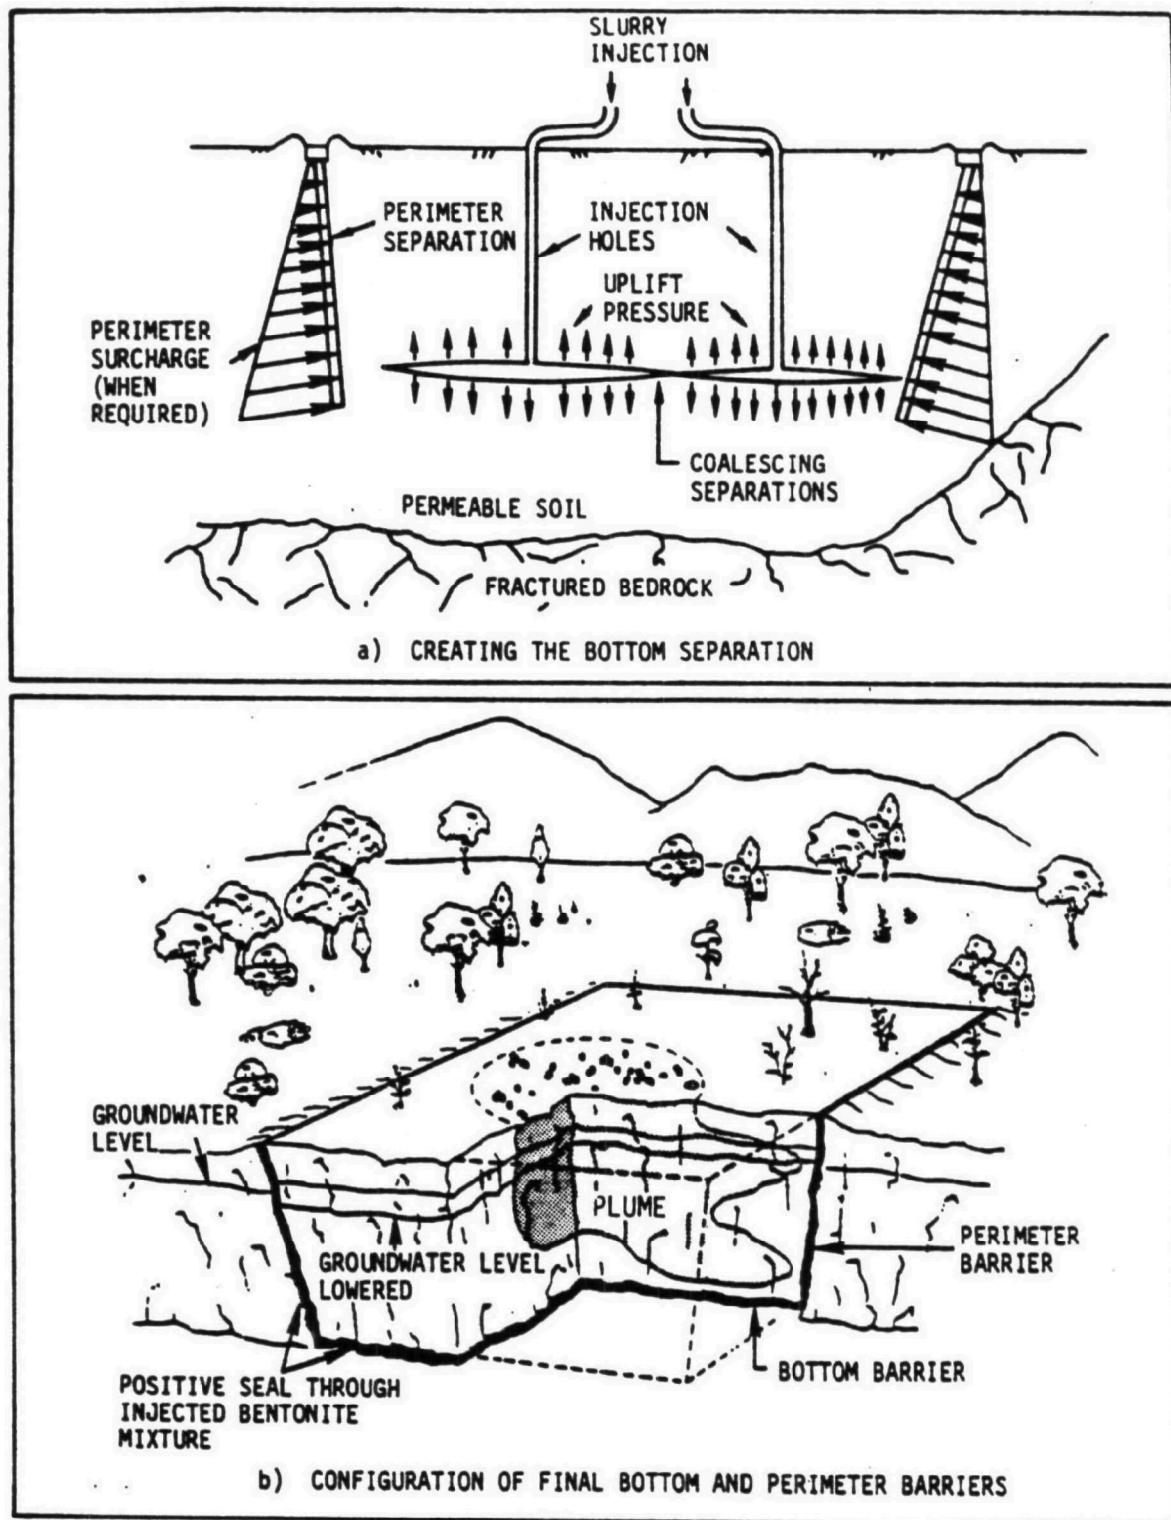 SLURRY
INJECTION
PERIMETER
SEPARATION
INJECTION
HOLES
UPLIFT
PRESSURE
PERIMETER
SURCHARGE
(WHEN
REQUIRED)
COALESCING
SEPARATIONS
PERMEABLE SOIL
FRACTURED BEDROCK
a) CREATING THE BOTTOM SEPARATION
GROUNDWATER
LEVEL
PLUME
GROUNDWATER LEVEL
LOWERED
PERIMETER
BARRIER
BOTTOM BARRIER
POSITIVE SEAL THROUGH
INJECTED BENTONITE
MIXTURE
b) CONFIGURATION OF FINAL BOTTOM AND PERIMETER BARRIERS